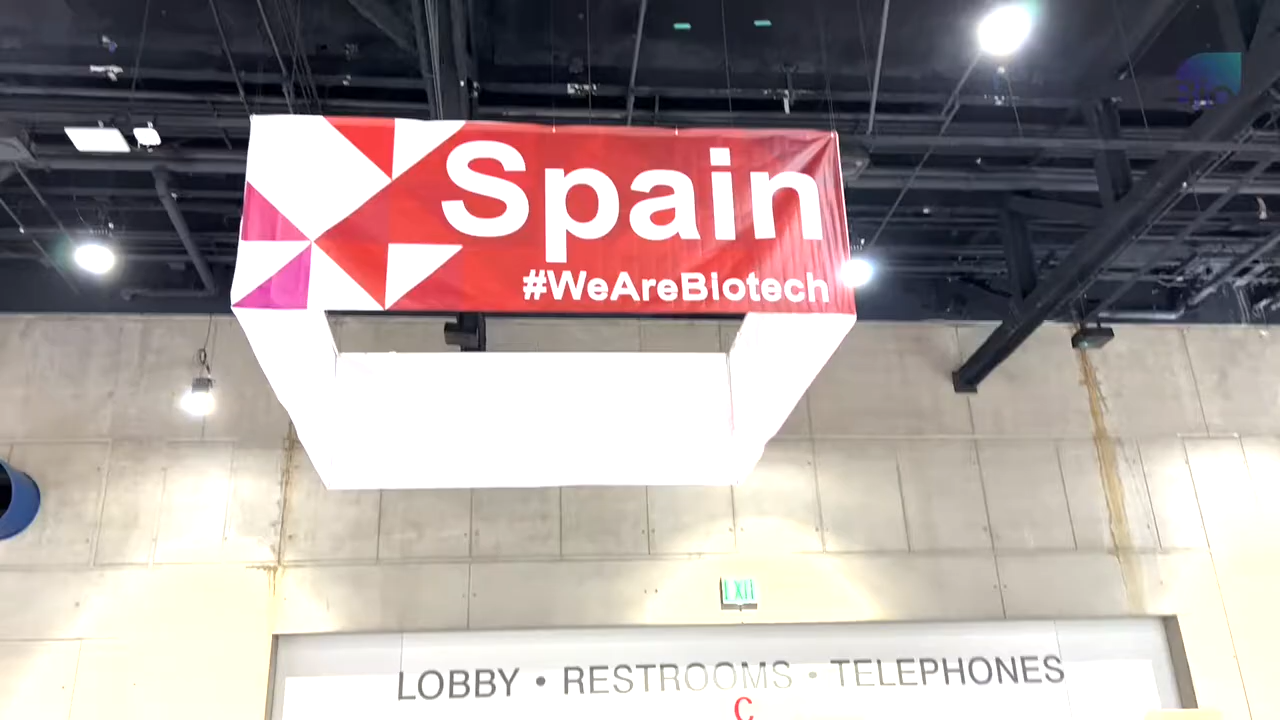 Spain
#WeAreBiotech
EXIT
LOBBY • RESTROOMS • TELEPHONES
C